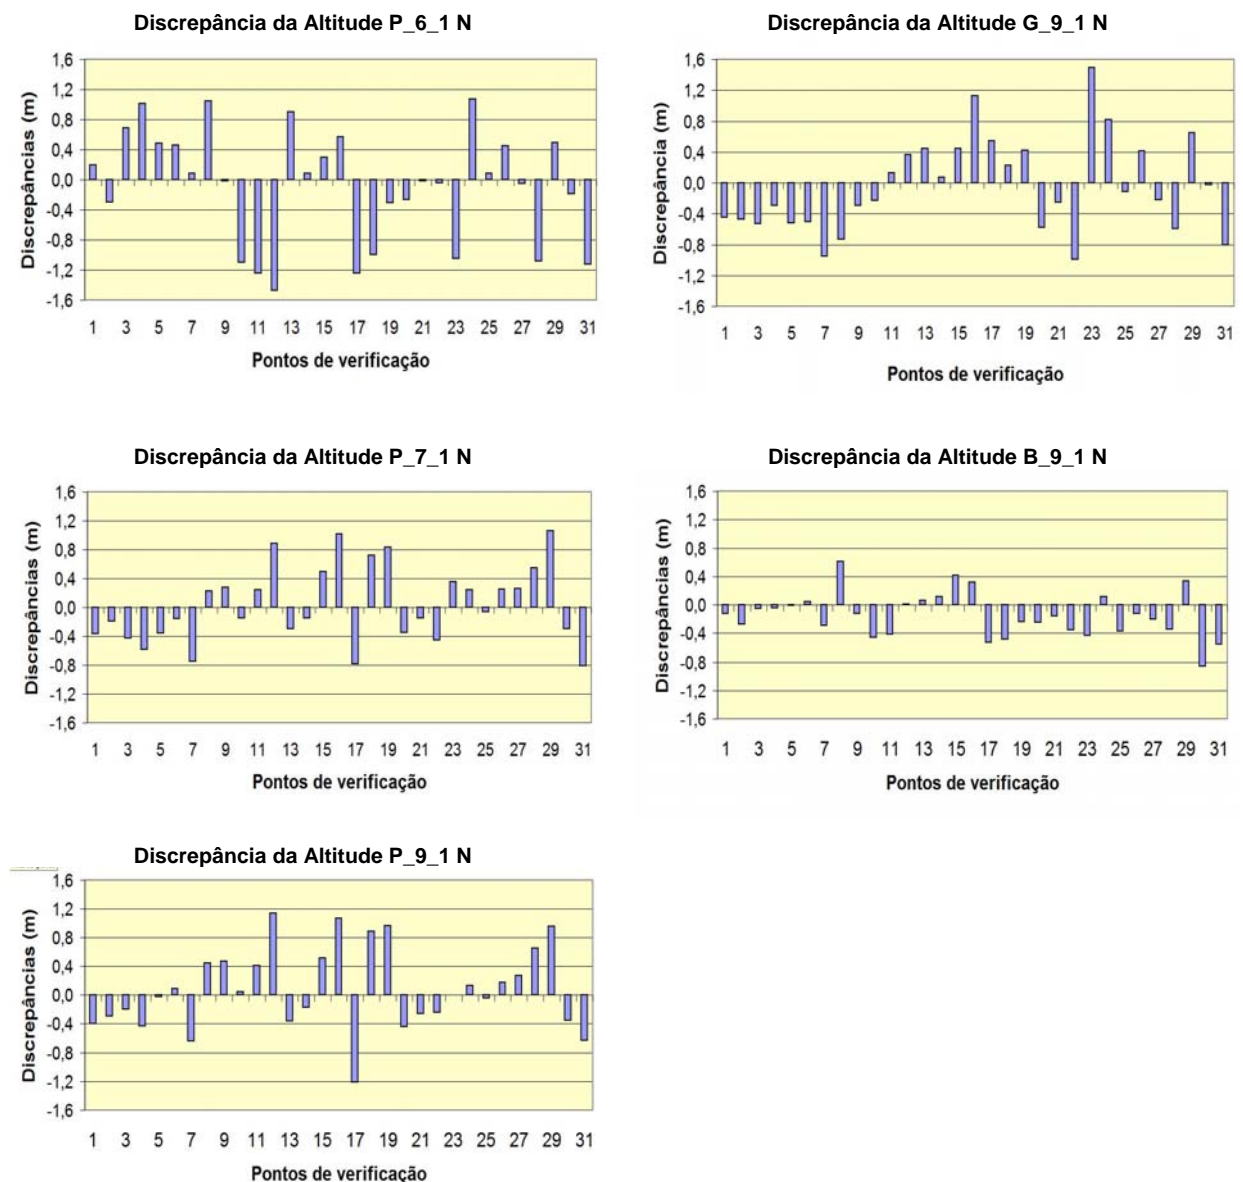 Discrepância da Altitude P_6_1 N
Discrepâncias (m)
1,6
1,2
0,8
0,4
0,0
-0,4
-0,8
-1,2
-1,6
1 3 5 7 9 11 13 15 17 19 21 23 25 27 29 31
Pontos de verificação
Discrepância da Altitude G_9_1 N
Discrepância (m)
1,6
1,2
0,8
0,4
0,0
-0,4
-0,8
-1,2
-1,6
1 3 5 7 9 11 13 15 17 19 21 23 25 27 29 31
Pontos de verificação
Discrepância da Altitude P_7_1 N
Discrepâncias (m)
1,6
1,2
0,8
0,4
0,0
-0,4
-0,8
-1,2
-1,6
1 3 5 7 9 11 13 15 17 19 21 23 25 27 29 31
Pontos de verificação
Discrepância da Altitude B_9_1 N
Discrepâncias (m)
1,6
1,2
0,8
0,4
0,0
-0,4
-0,8
-1,2
-1,6
1 3 5 7 9 11 13 15 17 19 21 23 25 27 29 31
Pontos de verificação
Discrepância da Altitude P_9_1 N
Discrepâncias (m)
1,6
1,2
0,8
0,4
0,0
-0,4
-0,8
-1,2
-1,6
1 3 5 7 9 11 13 15 17 19 21 23 25 27 29 31
Pontos de verificação